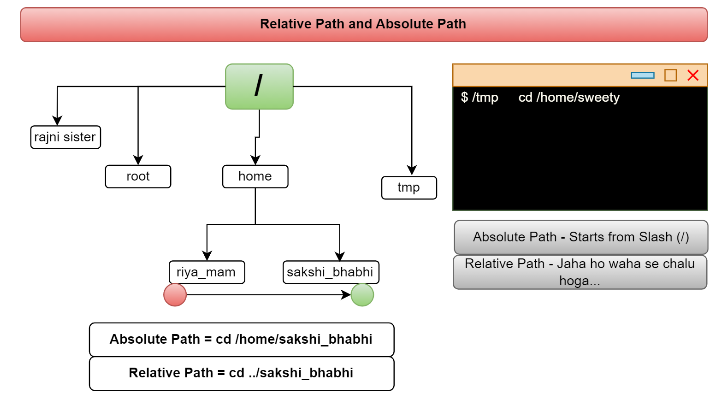 Relative Path and Absolute Path
/
$ /tmp cd /home/sweety
rajni sister
root
home
tmp
Absolute Path - Starts from Slash (/)
Relative Path - Jaha ho waha se chalu
hoga...
riya_mam
sakshi_bhabhi
Absolute Path = cd /home/sakshi_bhabhi
Relative Path = cd ../sakshi_bhabhi